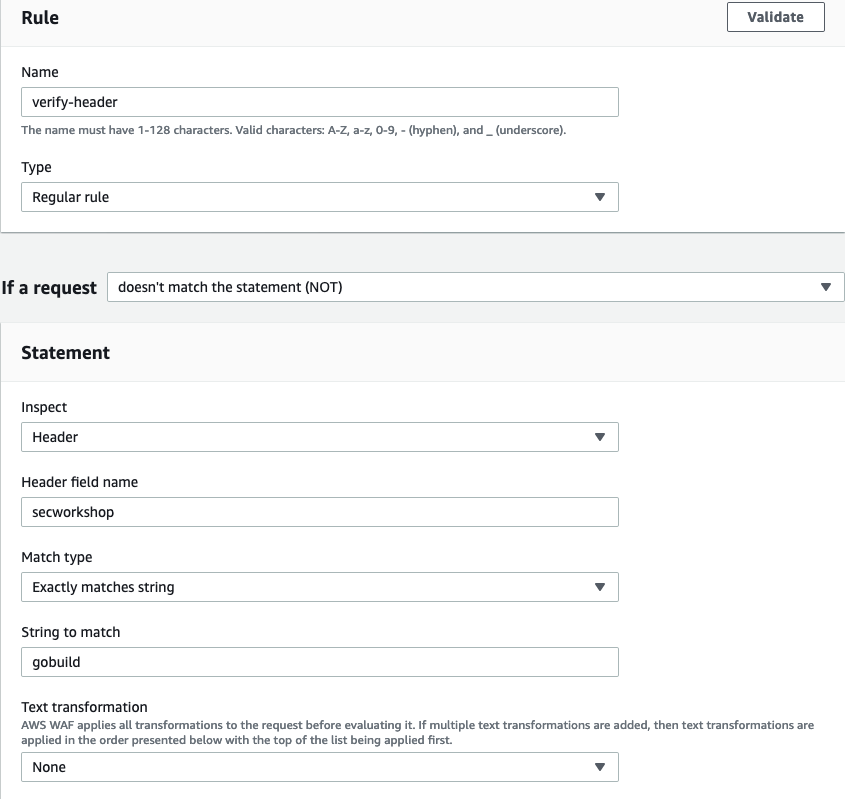 Rule
Validate
Name
verify-header
The name must have 1-128 characters. Valid characters: A-Z, a-z, 0-9, - (hyphen), and _ (underscore).
Type
Regular rule
If a request
doesn't match the statement (NOT)
Statement
Inspect
Header
Header field name
secworkshop
Match type
Exactly matches string
String to match
gobuild
Text transformation
AWS WAF applies all transformations to the request before evaluating it. If multiple text transformations are added, then text transformations are
applied in the order presented below with the top of the list being applied first.
None